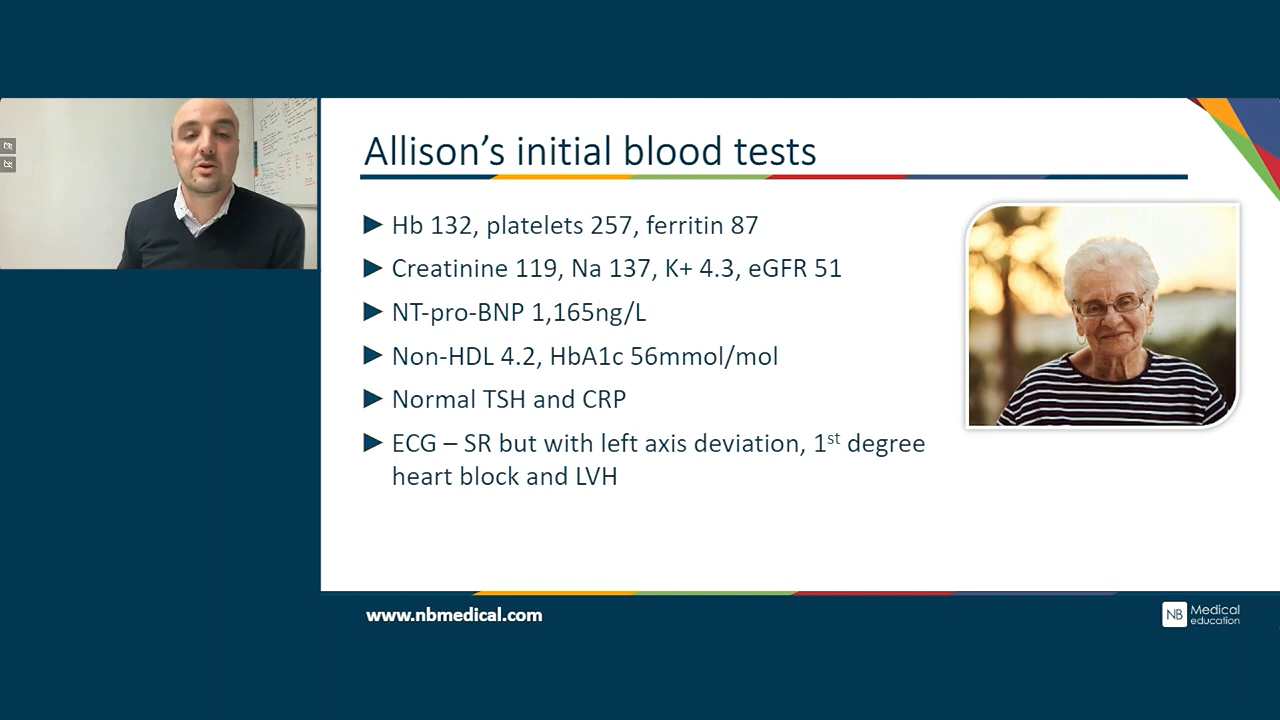 Allison’s initial blood tests
Hb 132, platelets 257, ferritin 87
Creatinine 119, Na 137, K+ 4.3, eGFR 51
NT-pro-BNP 1,165ng/L
Non-HDL 4.2, HbA1c 56mmol/mol
Normal TSH and CRP
ECG – SR but with left axis deviation, 1st degree
heart block and LVH
www.nbmedical.com
NB Medical
education